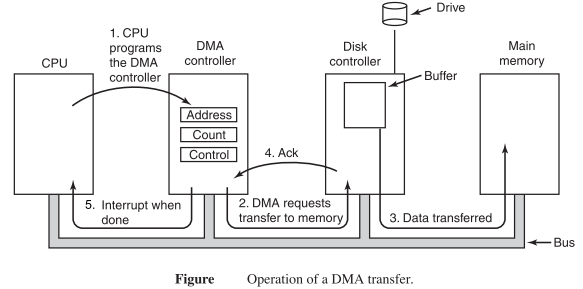 Drive
1. CPU
programs
the DMA
controller
CPU
DMA
controller
Disk
controller
Main
memory
Buffer
Address
Count
Control
4. Ack
5. Interrupt when
done
2. DMA requests
transfer to memory
3. Data transferred
Bus
Figure Operation of a DMA transfer.